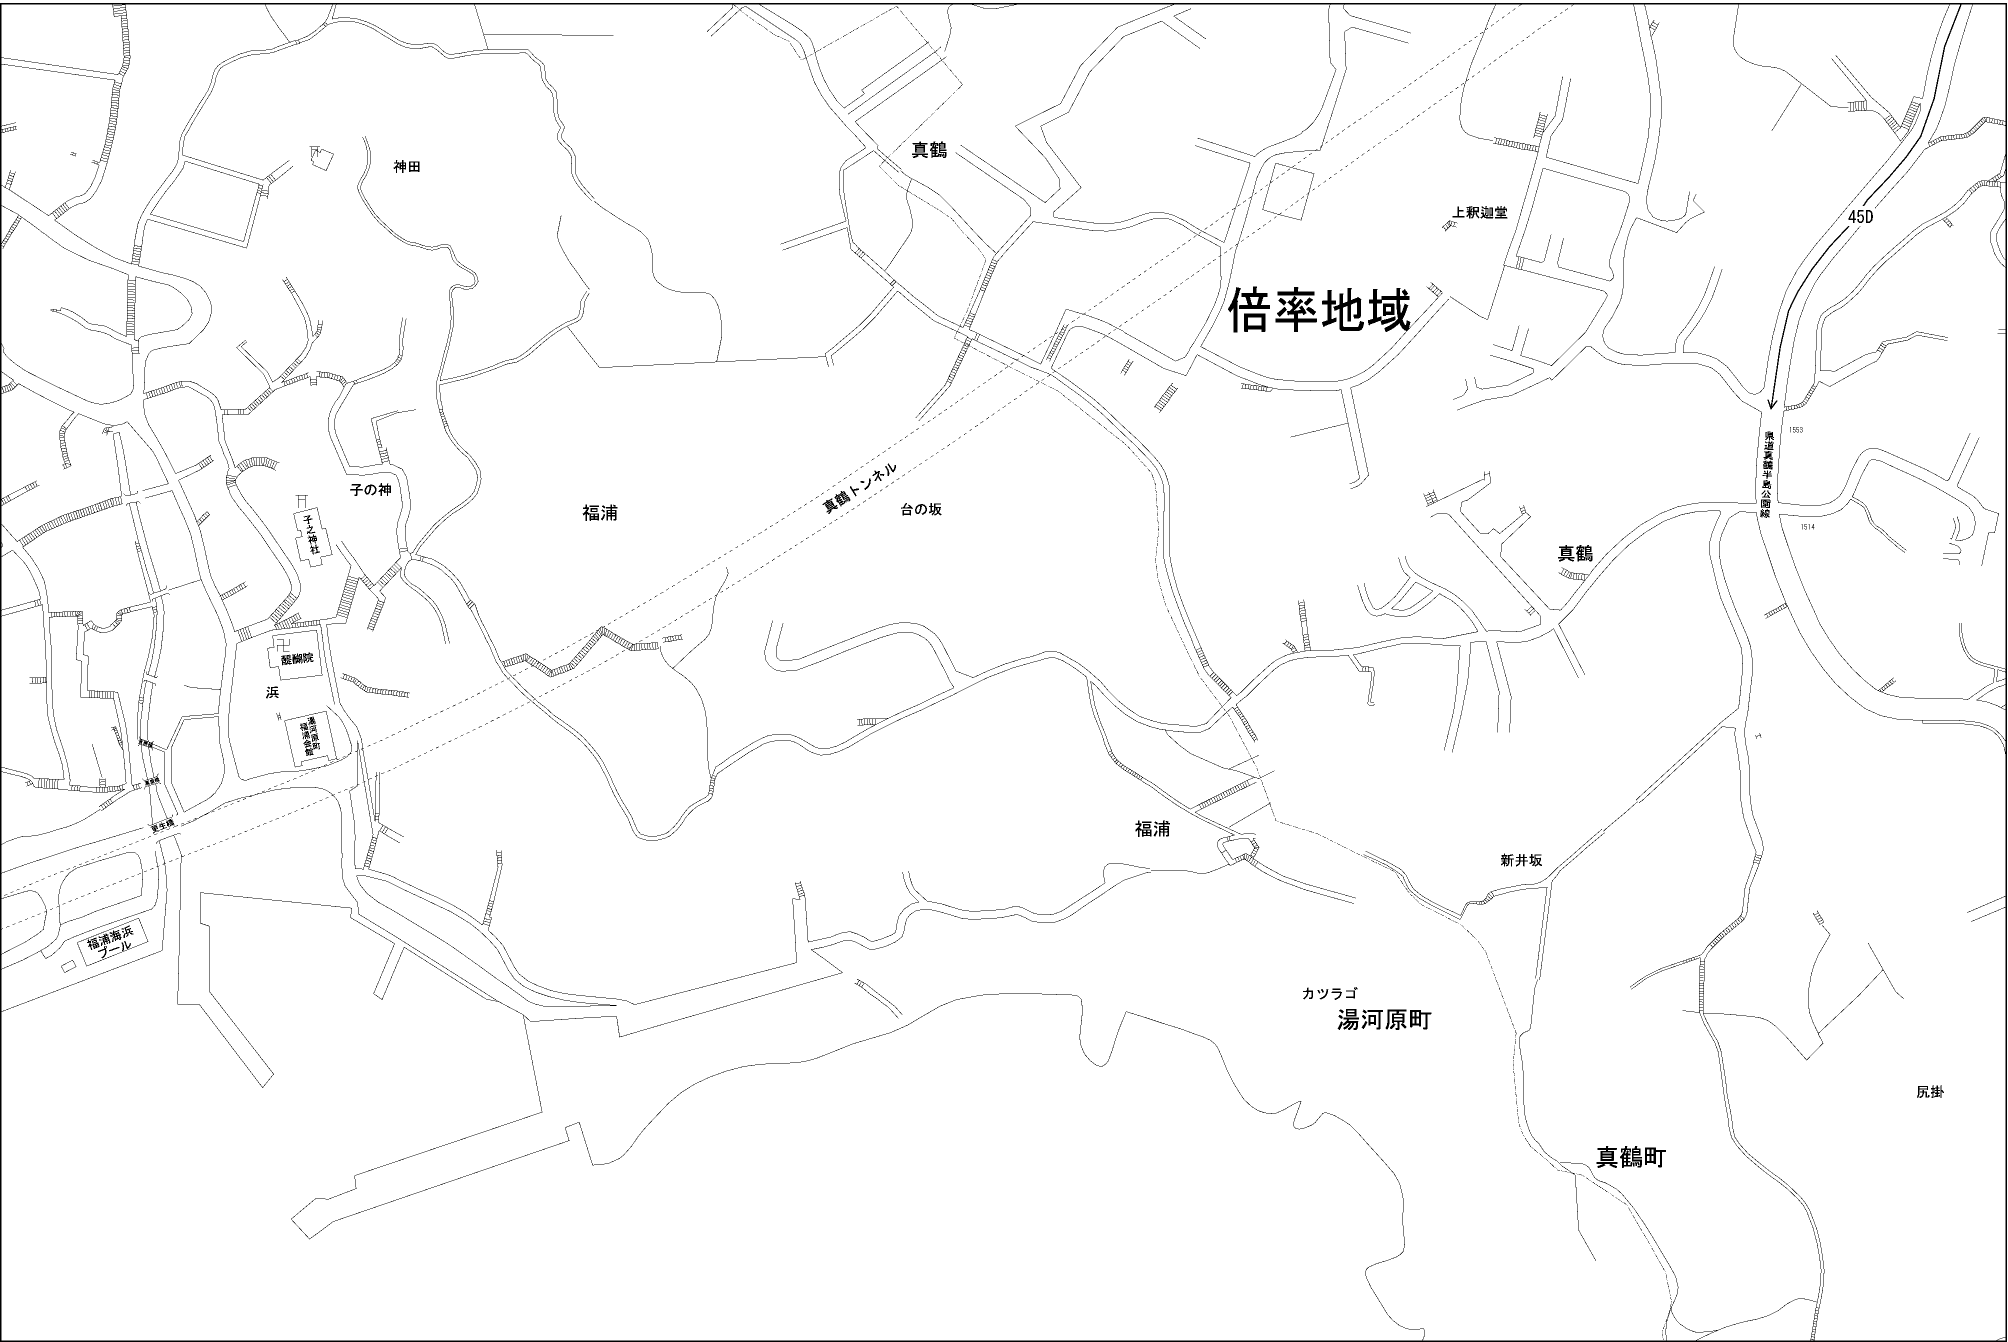 真鶴
神田
上釈迦堂
45D
倍率地域
1553
県道真鶴半島公園線
子の神
福浦
真鶴トンネル
台の坂
子之神社
1514
真鶴
醍醐院
浜
湯河原町
福浦会館
更生橋
福浦
新井坂
福浦海浜
プール
カツラゴ
湯河原町
尻掛
真鶴町